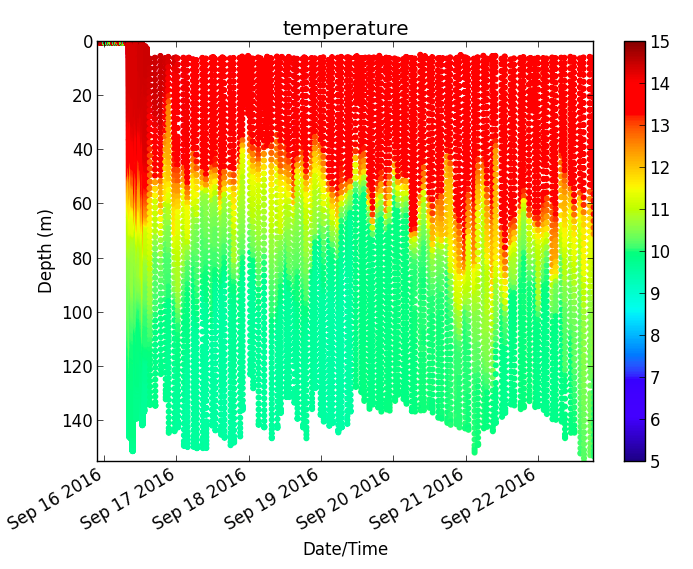 temperature
0
20
40
60
80
100
120
140
Depth (m)
Sep 16 2016
Sep 17 2016
Sep 18 2016
Sep 19 2016
Sep 20 2016
Sep 21 2016
Sep 22 2016
Date/Time
15
14
13
12
11
10
9
8
7
6
5